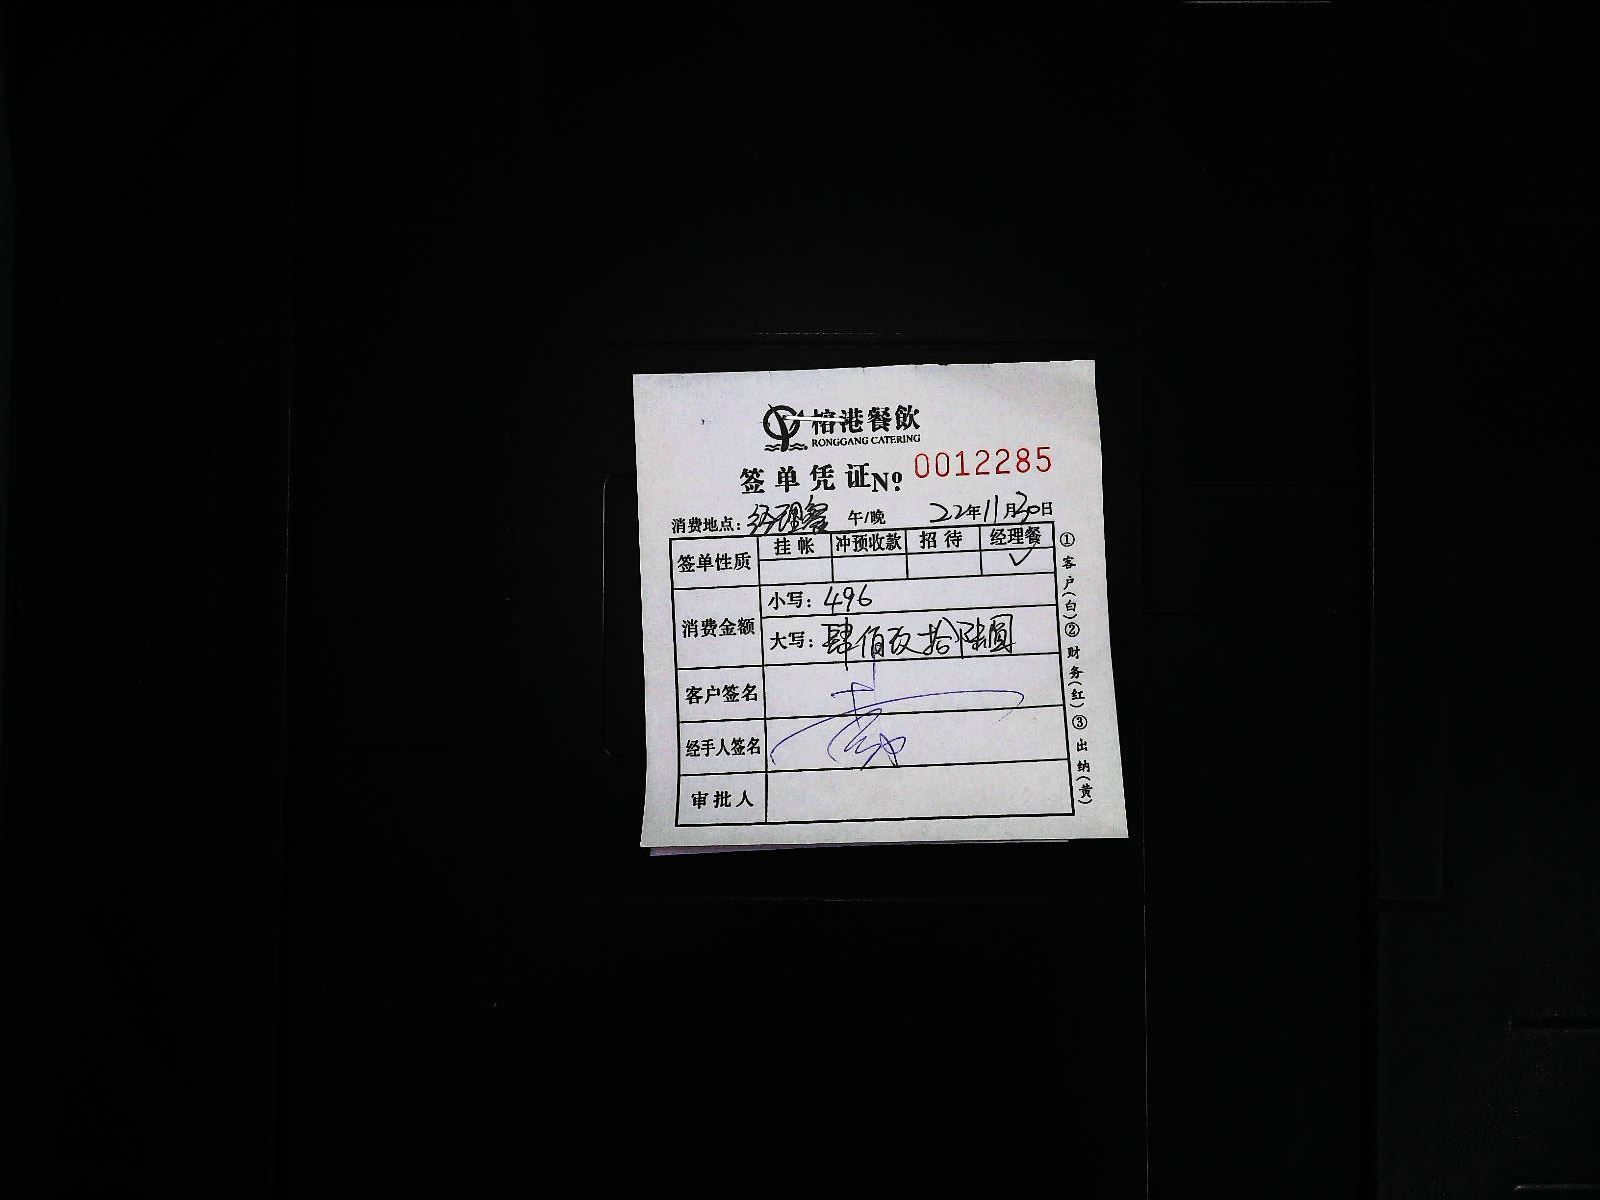 榕港餐飲
RONGGANG CATERING
签单凭证No. 0012285
消费地点：经理餐 午/晚 22年11月30日
签单性质 挂帐 冲预收款 招待 经理餐
✓
消费金额 小写：496
大写：肆佰玖拾陆圆
客户签名
经手人签名
审批人
①客户(白)②财务(红)③出纳(黄)